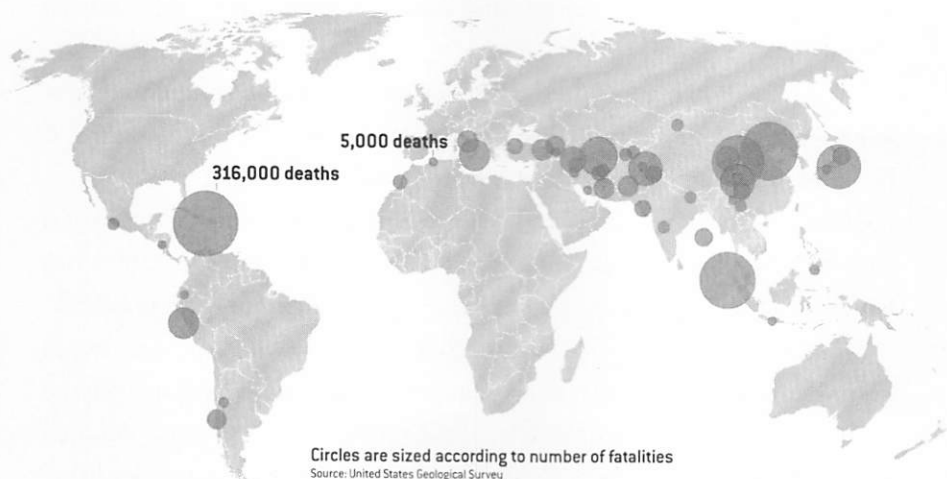 5,000 deaths
316,000 deaths
Circles are sized according to number of fatalities
Source: United States Geological Survey